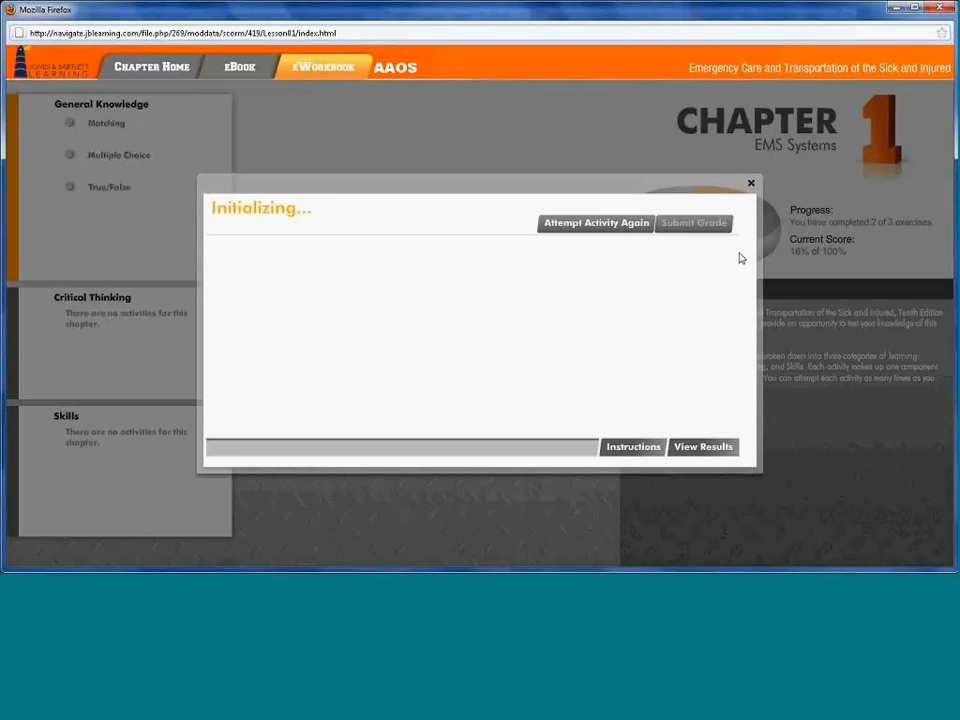 Mozilla Firefox
http://navigate.jblearning.com/file.php/269/moddata/scorm/419/Lesson01/index.html
JONES & BARTLETT
LEARNING
CHAPTER HOME
eBOOK
eWORKBOOK
AAOS
Emergency Care and Transportation of the Sick and Injured
General Knowledge
Matching
Multiple Choice
True/False
CHAPTER 1
EMS Systems
Progress:
You have completed 2 of 3 exercises.
Current Score:
16% of 100%
Initializing...
Attempt Activity Again
Submit Grade
Critical Thinking
There are no activities for this
chapter.
Transportation of the Sick and Injured, Tenth Edition
provide an opportunity to test your knowledge of this
broken down into three categories of learning:
and Skills. Each activity makes up one component
You can attempt each activity as many times as you
Skills
There are no activities for this
chapter.
Instructions
View Results